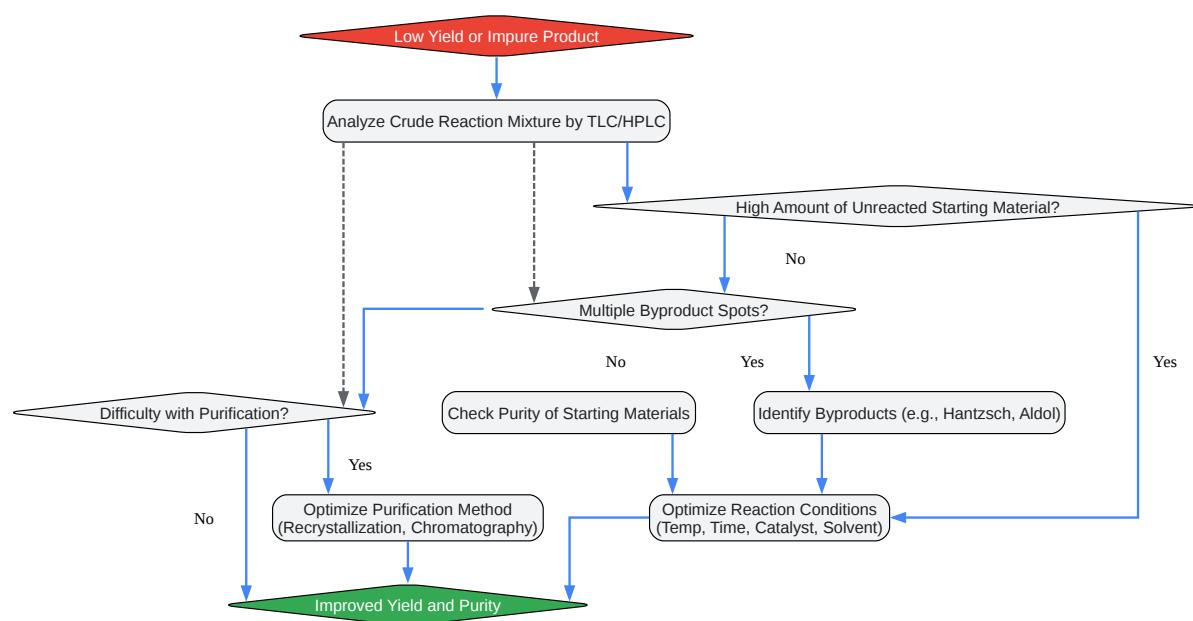 Low Yield or Impure Product
Analyze Crude Reaction Mixture by TLC/HPLC
High Amount of Unreacted Starting Material?
No
Multiple Byproduct Spots?
No
Yes
Yes
Difficulty with Purification?
Check Purity of Starting Materials
Identify Byproducts (e.g., Hantzsch, Aldol)
Yes
No
Optimize Purification Method
(Recrystallization, Chromatography)
Optimize Reaction Conditions
(Temp, Time, Catalyst, Solvent)
Improved Yield and Purity